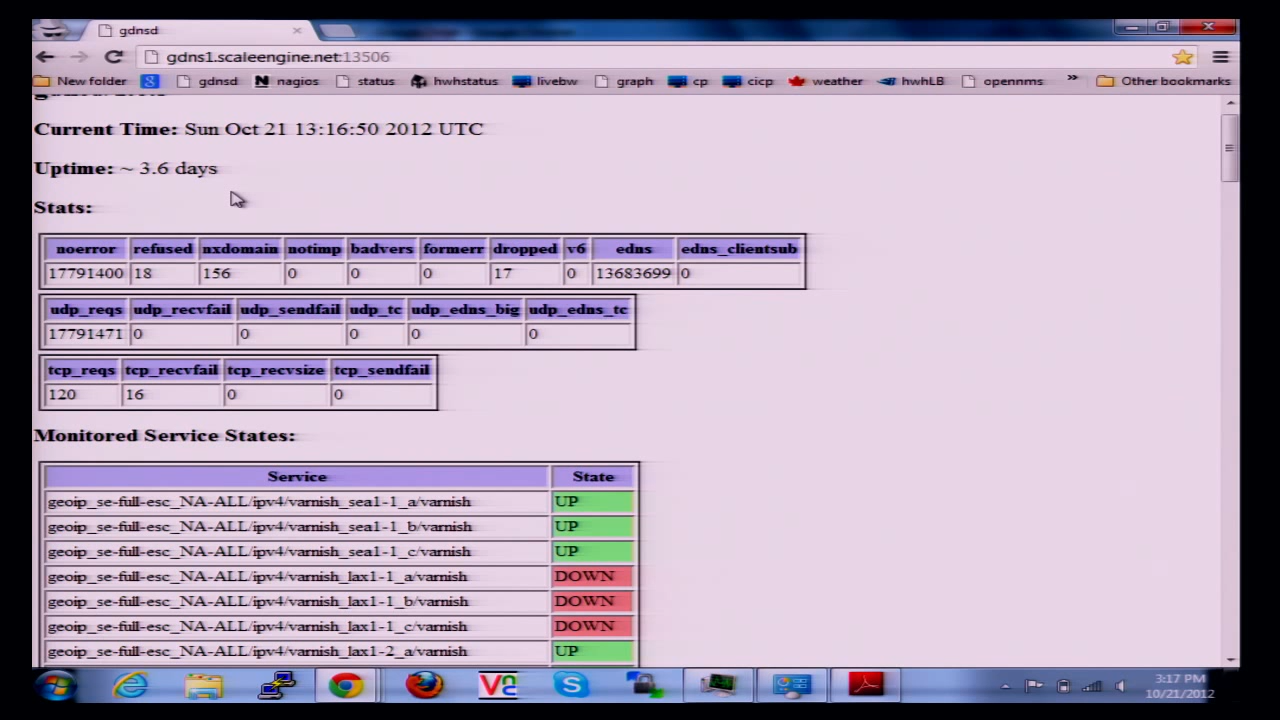 gdnsd
gdns1.scaleengine.net:13506
New folder gdnsd nagios status hwhstatus livebw graph cp cicp weather hwhLB opennms » Other bookmarks
Current Time: Sun Oct 21 13:16:50 2012 UTC
Uptime: ~ 3.6 days
Stats:
noerror refused nxdomain notimp badvers formerr dropped v6 edns edns_clientsub
17791400 18 156 0 0 0 17 0 13683699 0
udp_reqs udp_recvfail udp_sendfail udp_tc udp_edns_big udp_edns_tc
17791471 0 0 0 0 0
tcp_reqs tcp_recvfail tcp_recvsize tcp_sendfail
120 16 0 0
Monitored Service States:
Service State
geoip_se-full-esc_NA-ALL/ipv4/varnish_sea1-1_a/varnish UP
geoip_se-full-esc_NA-ALL/ipv4/varnish_sea1-1_b/varnish UP
geoip_se-full-esc_NA-ALL/ipv4/varnish_sea1-1_c/varnish UP
geoip_se-full-esc_NA-ALL/ipv4/varnish_lax1-1_a/varnish DOWN
geoip_se-full-esc_NA-ALL/ipv4/varnish_lax1-1_b/varnish DOWN
geoip_se-full-esc_NA-ALL/ipv4/varnish_lax1-1_c/varnish DOWN
geoip_se-full-esc_NA-ALL/ipv4/varnish_lax1-2_a/varnish UP
3:17 PM
10/21/2012